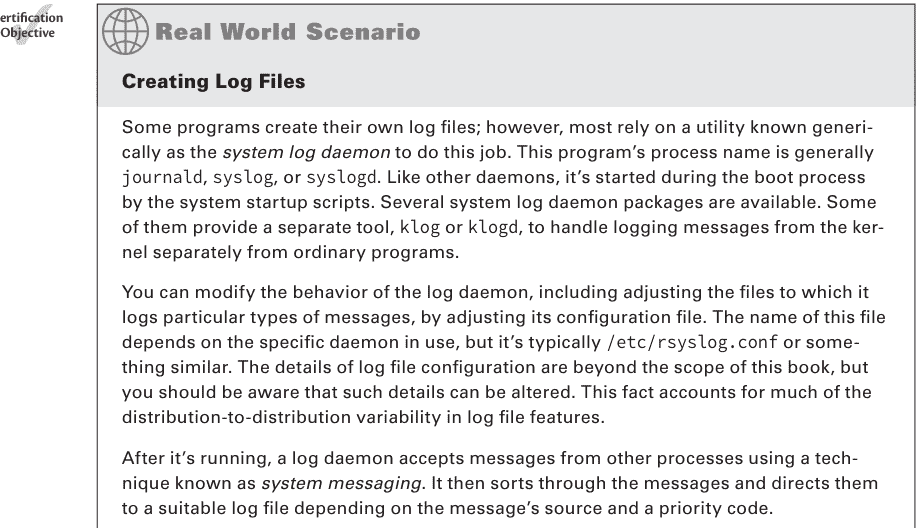 ertification
Objective
Real World Scenario
Creating Log Files
Some programs create their own log files; however, most rely on a utility known generi-
cally as the system log daemon to do this job. This program's process name is generally
journald, syslog, or syslogd. Like other daemons, it's started during the boot process
by the system startup scripts. Several system log daemon packages are available. Some
of them provide a separate tool, klog or klogd, to handle logging messages from the ker-
nel separately from ordinary programs.
You can modify the behavior of the log daemon, including adjusting the files to which it
logs particular types of messages, by adjusting its configuration file. The name of this file
depends on the specific daemon in use, but it's typically /etc/rsyslog.conf or some-
thing similar. The details of log file configuration are beyond the scope of this book, but
you should be aware that such details can be altered. This fact accounts for much of the
distribution-to-distribution variability in log file features.
After it's running, a log daemon accepts messages from other processes using a tech-
nique known as system messaging. It then sorts through the messages and directs them
to a suitable log file depending on the message's source and a priority code.